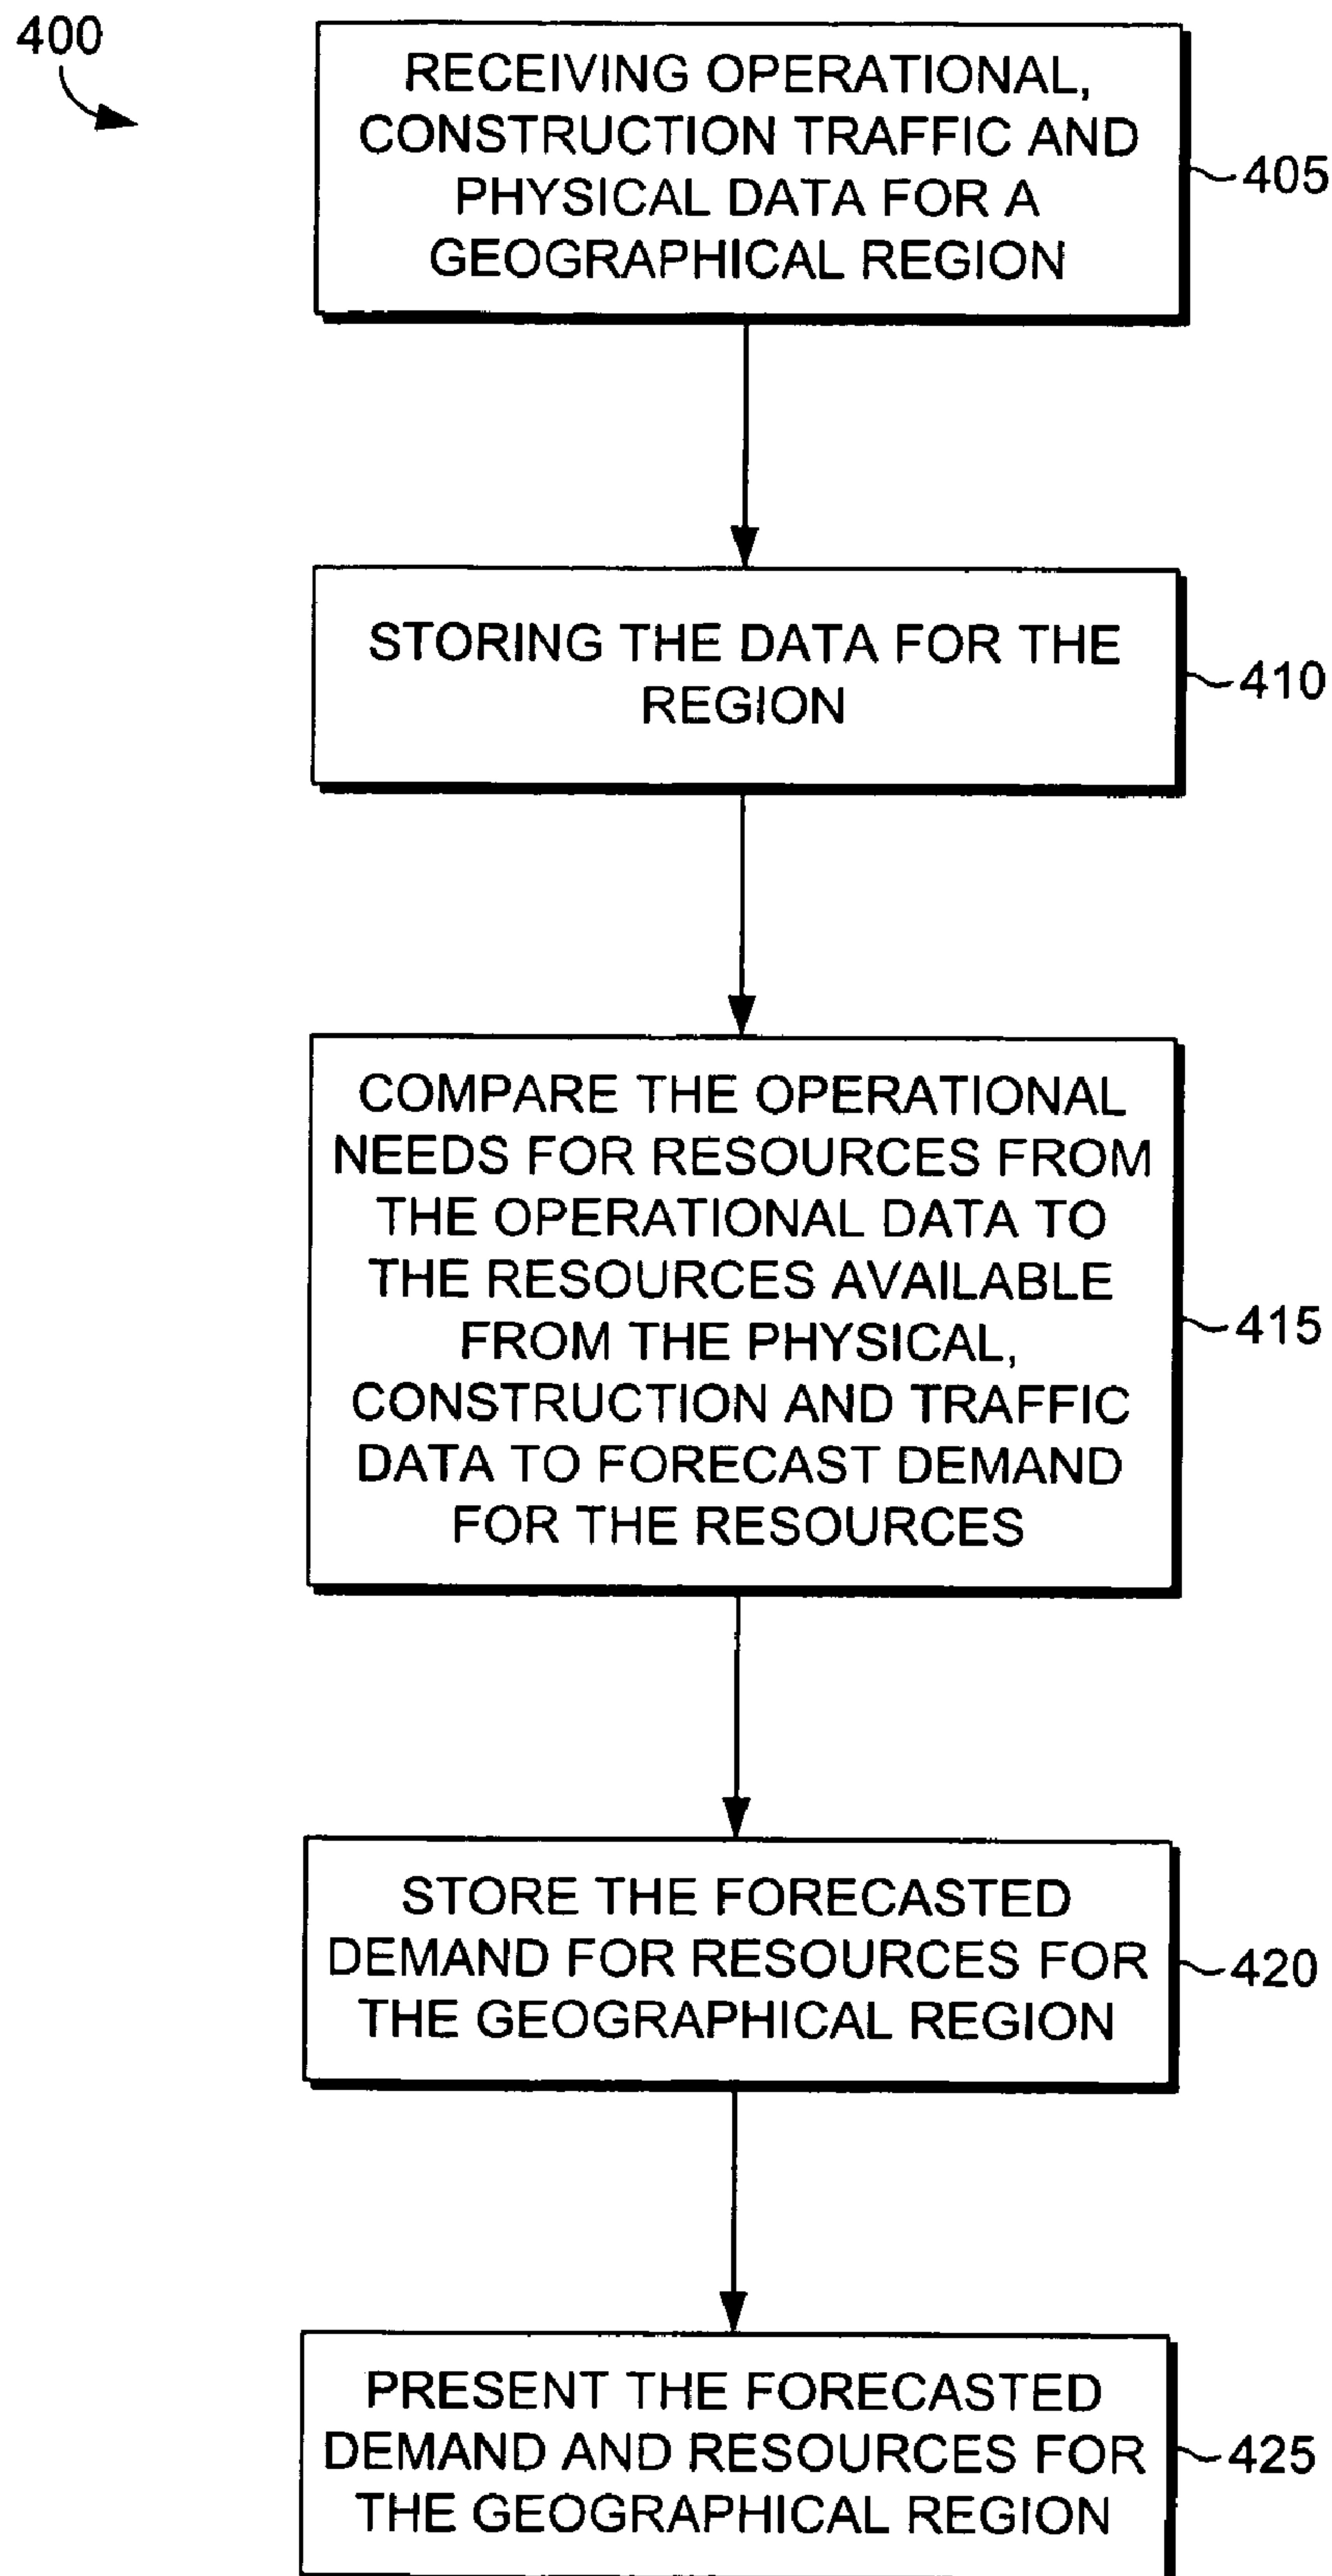 400
RECEIVING OPERATIONAL,
CONSTRUCTION TRAFFIC AND
PHYSICAL DATA FOR A
GEOGRAPHICAL REGION
405
STORING THE DATA FOR THE
REGION
410
COMPARE THE OPERATIONAL
NEEDS FOR RESOURCES FROM
THE OPERATIONAL DATA TO
THE RESOURCES AVAILABLE
FROM THE PHYSICAL,
CONSTRUCTION AND TRAFFIC
DATA TO FORECAST DEMAND
FOR THE RESOURCES
415
STORE THE FORECASTED
DEMAND FOR RESOURCES FOR
THE GEOGRAPHICAL REGION
420
PRESENT THE FORECASTED
DEMAND AND RESOURCES FOR
THE GEOGRAPHICAL REGION
425